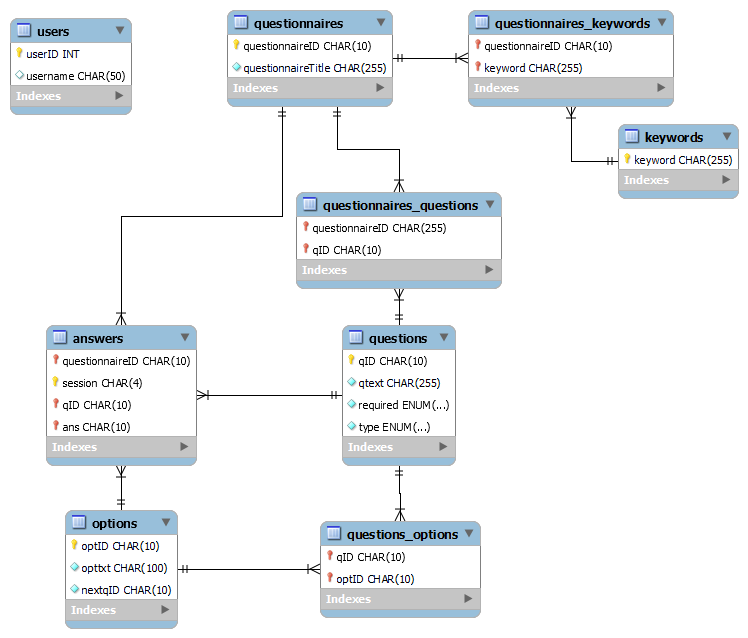 users
userID INT
username CHAR(50)
Indexes
questionnaires
questionnaireID CHAR(10)
questionnaireTitle CHAR(255)
Indexes
questionnaires_keywords
questionnaireID CHAR(10)
keyword CHAR(255)
Indexes
keywords
keyword CHAR(255)
Indexes
questionnaires_questions
questionnaireID CHAR(255)
qID CHAR(10)
Indexes
answers
questionnaireID CHAR(10)
session CHAR(4)
qID CHAR(10)
ans CHAR(10)
Indexes
questions
qID CHAR(10)
qtext CHAR(255)
required ENUM(...)
type ENUM(...)
Indexes
options
optID CHAR(10)
opttxt CHAR(100)
nextqID CHAR(10)
Indexes
questions_options
qID CHAR(10)
optID CHAR(10)
Indexes